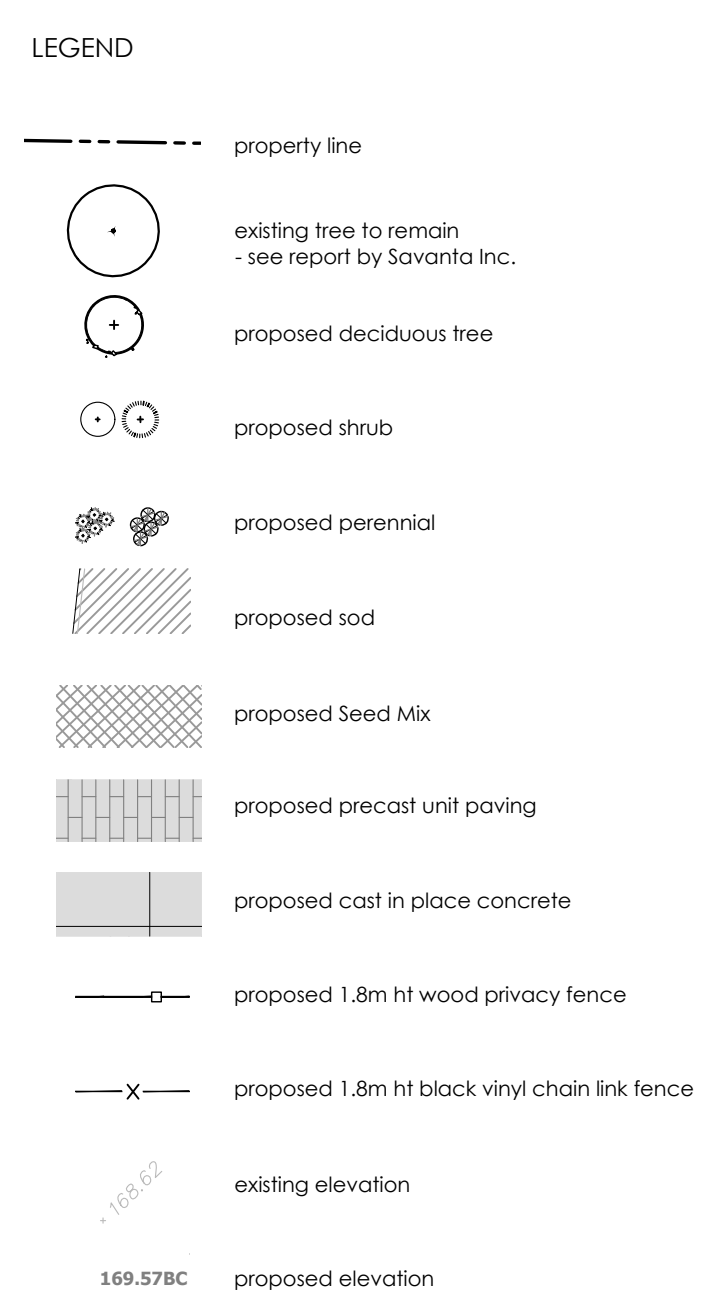 LEGEND
property line
existing tree to remain
- see report by Savanta Inc.
proposed deciduous tree
proposed shrub
proposed perennial
proposed sod
proposed Seed Mix
proposed precast unit paving
proposed cast in place concrete
proposed 1.8m ht wood privacy fence
X proposed 1.8m ht black vinyl chain link fence
+ 168.62 existing elevation
169.57BC proposed elevation